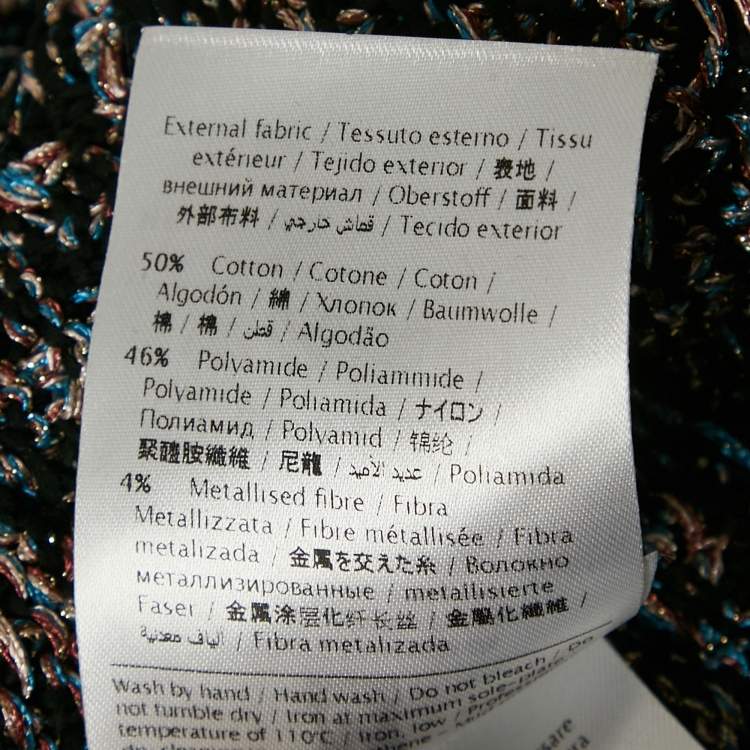 External fabric / Tessuto esterno / Tissu
extérieur / Tejido exterior / 表地 /
внешний материал / Oberstoff / 面料 /
外部布料 / قماش خارجي / Tecido exterior
50% Cotton / Cotone / Coton /
Algodón / 綿 / Хлопок / Baumwolle /
棉 / 棉 / قطن / Algodão
46% Polyamide / Poliammide /
Polyamide / Poliamida / ナイロン /
Полиамид / Polyamid / 锦纶 /
聚醯胺纖維 / 尼龍 / عديد الأميد / Poliamida
4% Metallised fibre / Fibra
Metallizzata / Fibre métallisée / Fibra
metalizada / 金属を交えた糸 / Волокно
металлизированные / metallisierte
Faser / 金属涂层化纤长丝 / 金屬化纖維 /
ألياف معدنية / Fibra metalizada
Wash by hand / Hand wash / Do not bleach / Do
not tumble dry / Iron at maximum sole-plate
temperature of 110°C / Iron, low /